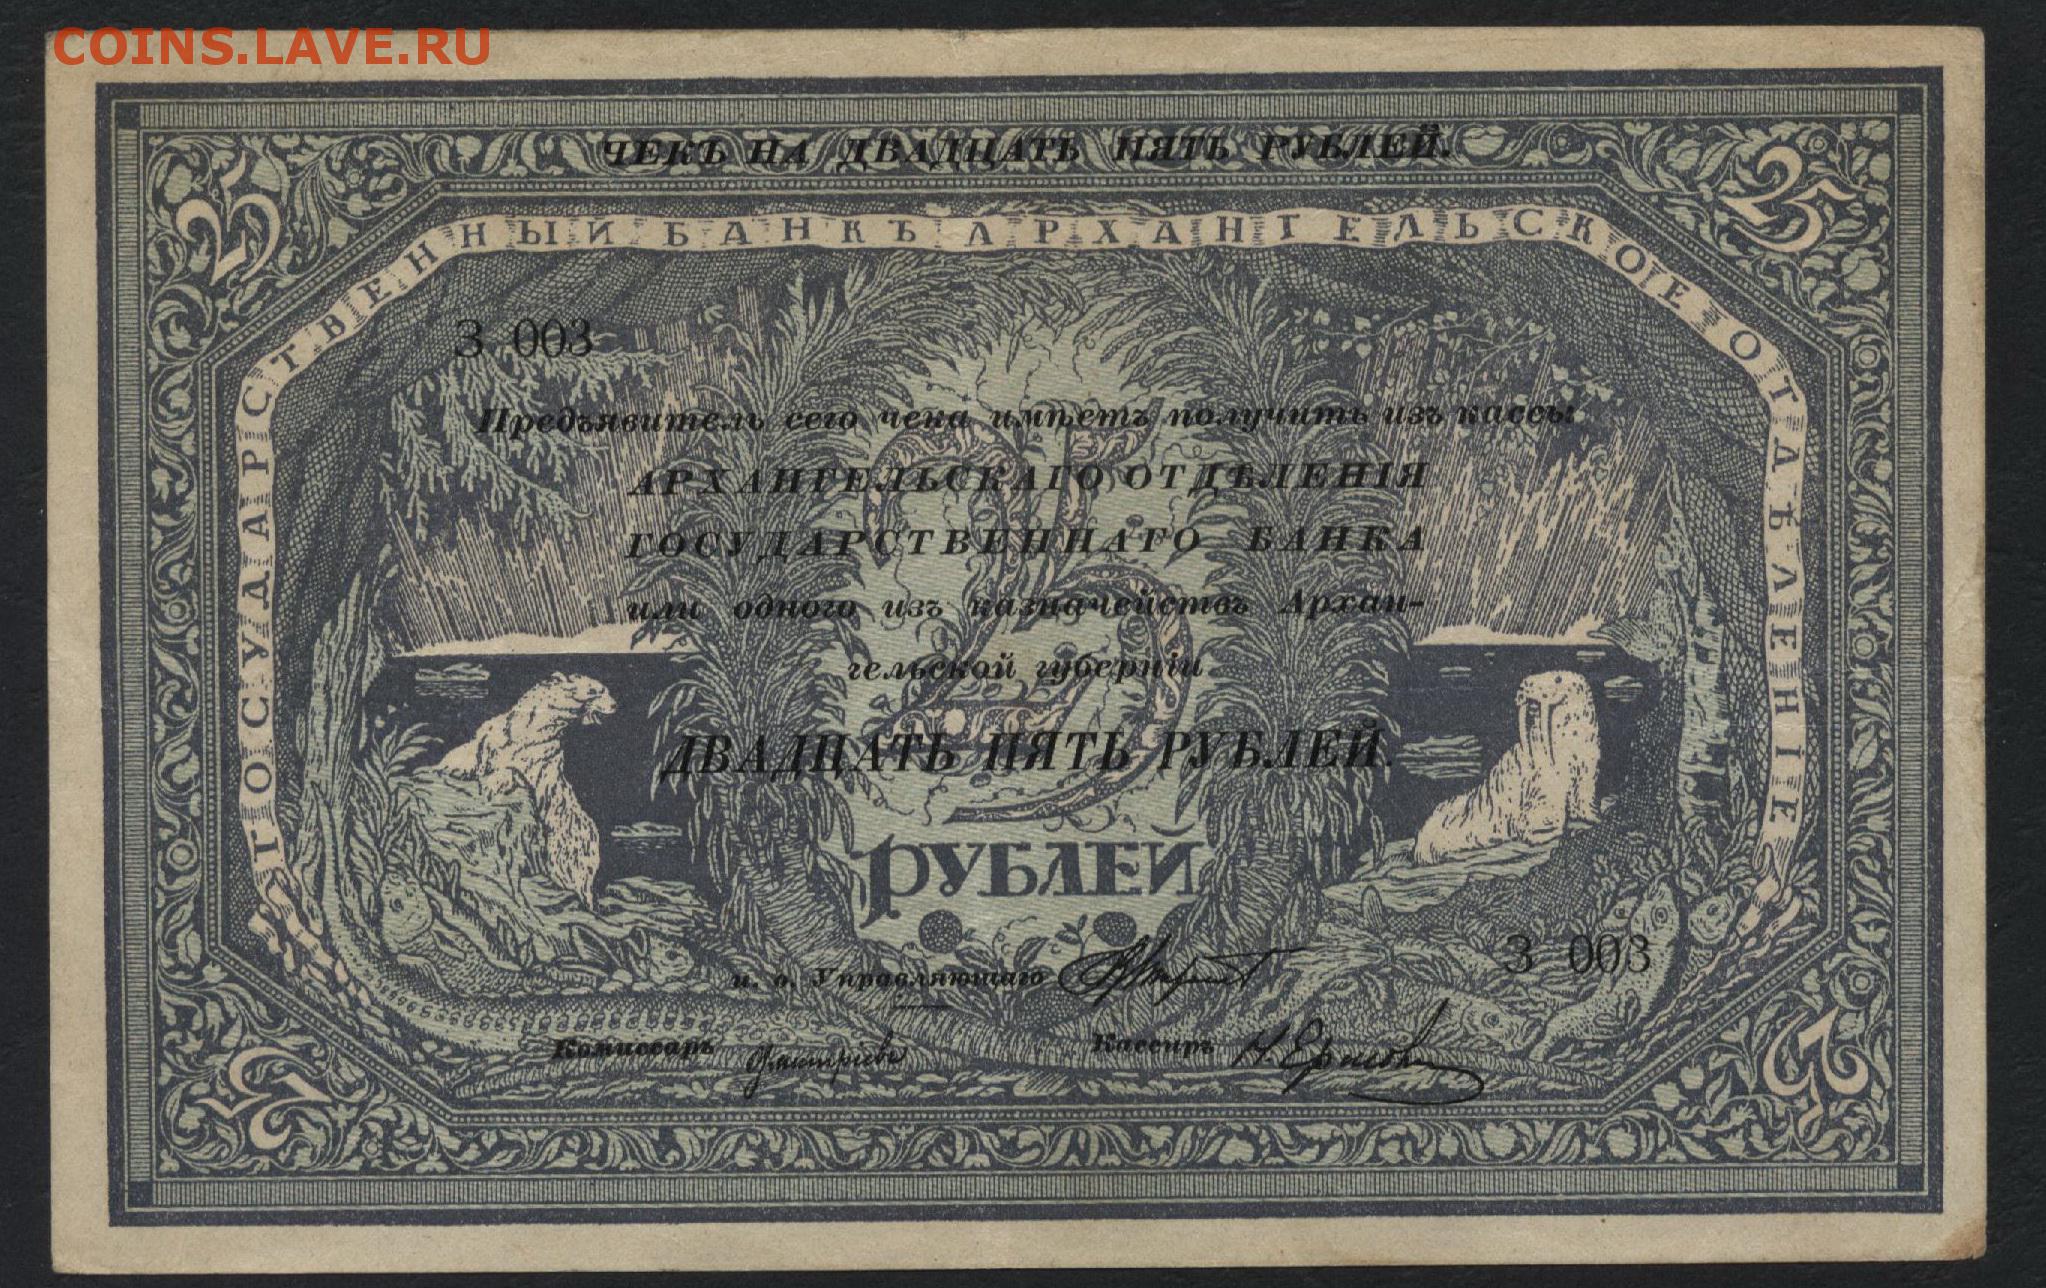 COINS.LAVE.RU
ЧЕКЪ НА ДВАДЦАТЬ ПЯТЬ РУБЛЕЙ.
25 25
ГОСУДАРСТВЕННЫЙ БАНКЪ АРХАНГЕЛЬСКОЕ ОТДѢЛЕНІЕ
З 003
Предъявитель сего чека имѣетъ получить изъ кассы
АРХАНГЕЛЬСКАГО ОТДѢЛЕНІЯ
ГОСУДАРСТВЕННАГО БАНКА
или одного изъ казначействъ Архан-
гельской губерніи
25
ДВАДЦАТЬ ПЯТЬ РУБЛЕЙ.
РУБЛЕЙ
З 003
и. о. Управляющаго
Комиссаръ Кассиръ
25 25